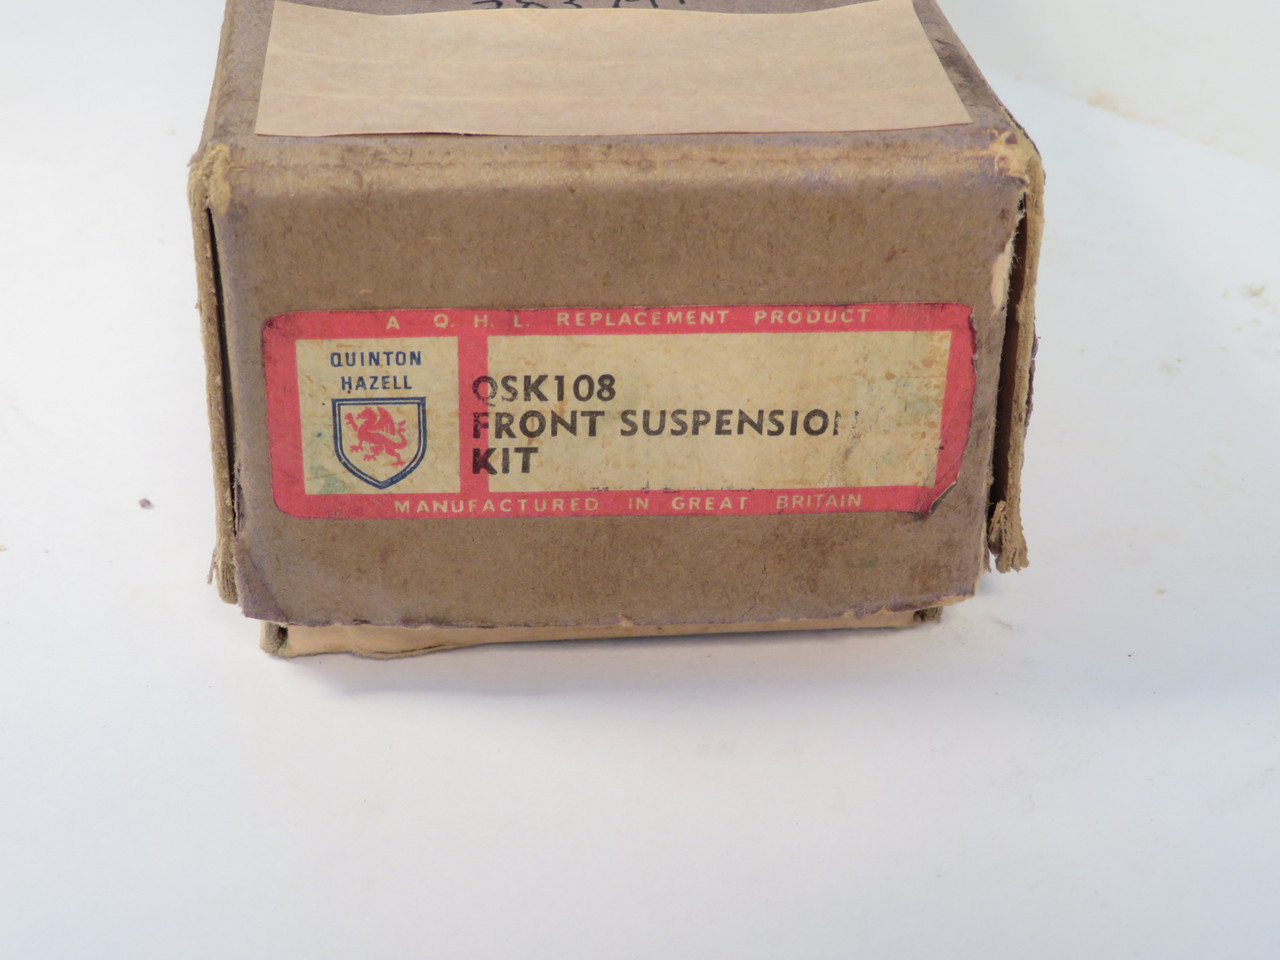 A Q. H. L. REPLACEMENT PRODUCT
QUINTON
HAZELL
QSK108
FRONT SUSPENSION
KIT
MANUFACTURED IN GREAT BRITAIN